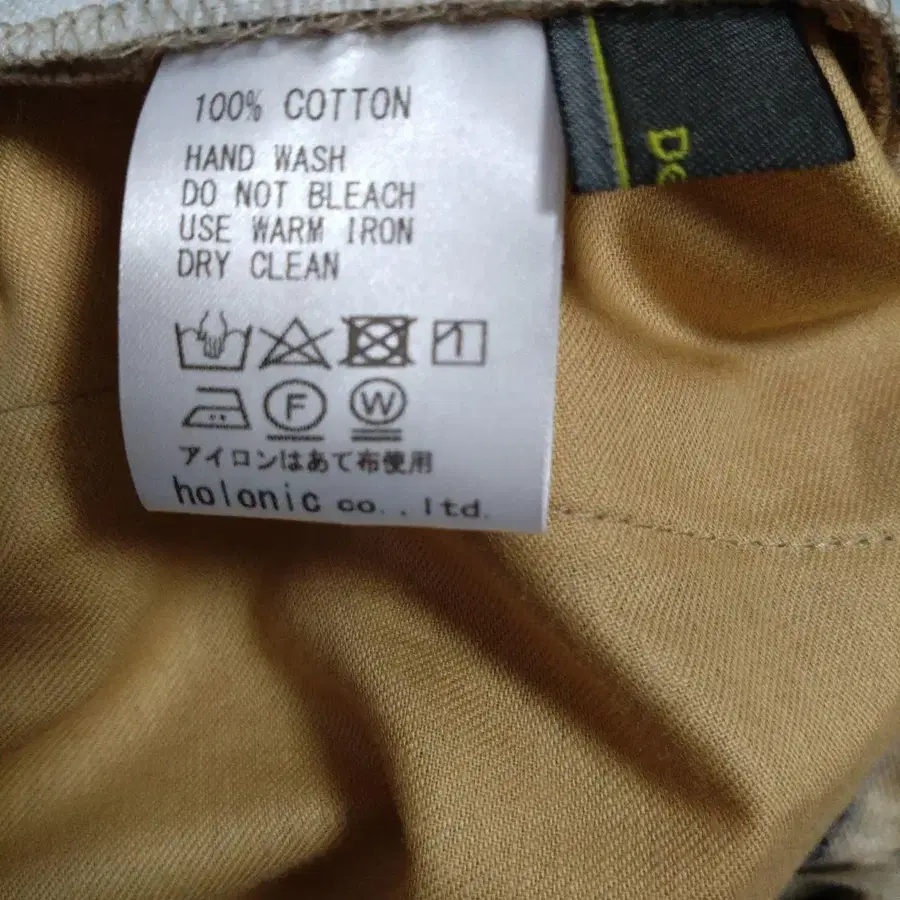 100% COTTON
HAND WASH
DO NOT BLEACH
USE WARM IRON
DRY CLEAN
F
W
アイロンはあて布使用
holonic co.,ltd.